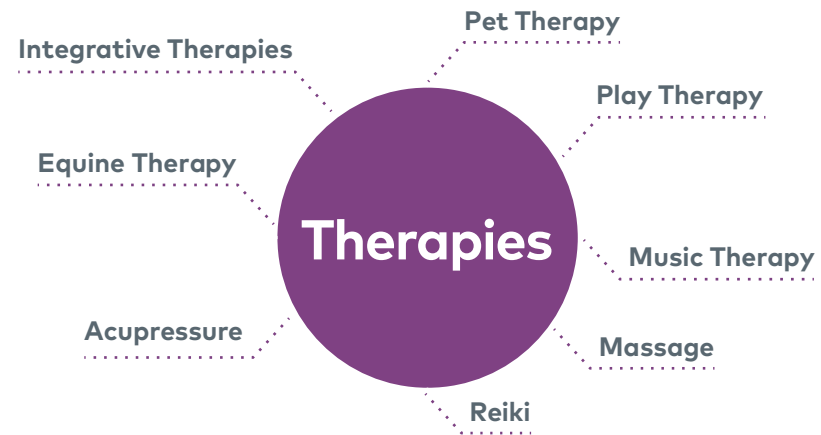 Pet Therapy
Integrative Therapies
Play Therapy
Equine Therapy
Therapies
Music Therapy
Acupressure
Massage
Reiki